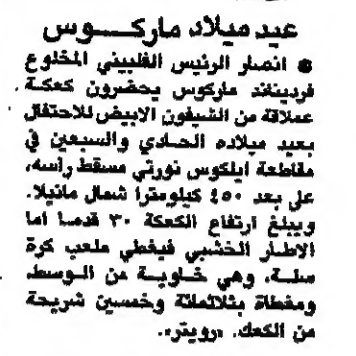 عيد ميلاد ماركـــوس
● انصار الرئيس الفلبيني المخلوع
فرديناند ماركوس يحضرون كعكة
عملاقة من الشيفون الابيض للاحتفال
بعيد ميلاده الحادي والسبعين في
مقاطعة ايلكوس نورتي مسقط رأسه،
على بعد ٤٥٠ كيلومترا شمال مانيلا.
ويبلغ ارتفاع الكعكة ٣٠ قدما اما
الاطار الخشبي فيغطي ملعب كرة
سلة، وهي خاوية من الوسط،
ومغطاة بثلاثمائة وخمسين شريحة
من الكعك. «رويتر».